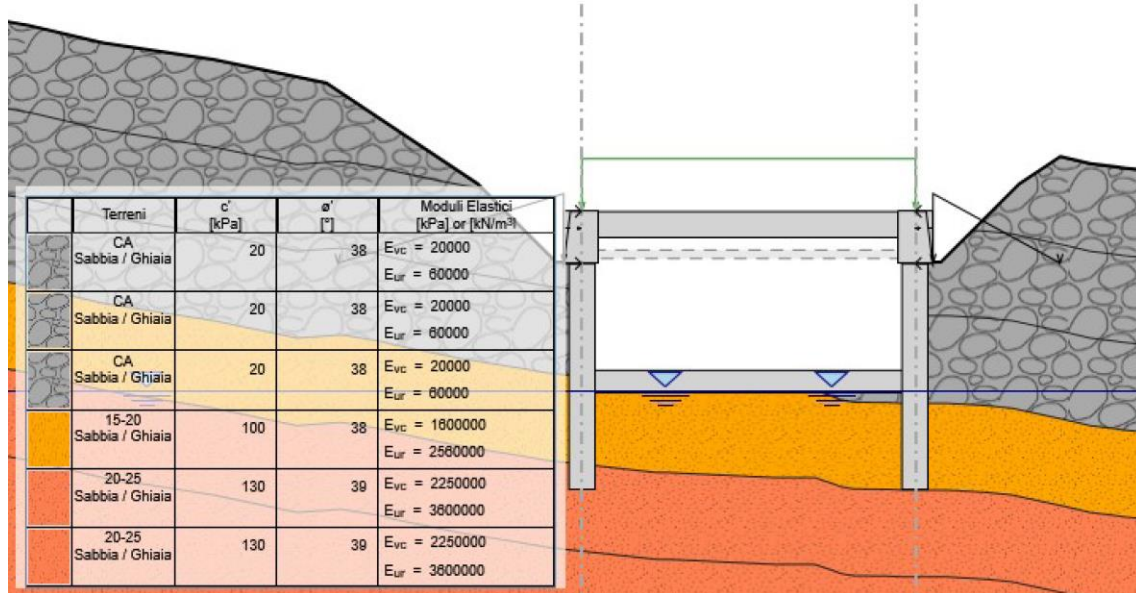 Terreni c' ø' Moduli Elastici
[kPa] [°] [kPa] or [kN/m³]
CA
Sabbia / Ghiaia 20 38 Evc = 20000
Eur = 60000
CA
Sabbia / Ghiaia 20 38 Evc = 20000
Eur = 60000
CA
Sabbia / Ghiaia 20 38 Evc = 20000
Eur = 60000
15-20
Sabbia / Ghiaia 100 38 Evc = 1600000
Eur = 2560000
20-25
Sabbia / Ghiaia 130 39 Evc = 2250000
Eur = 3600000
20-25
Sabbia / Ghiaia 130 39 Evc = 2250000
Eur = 3600000